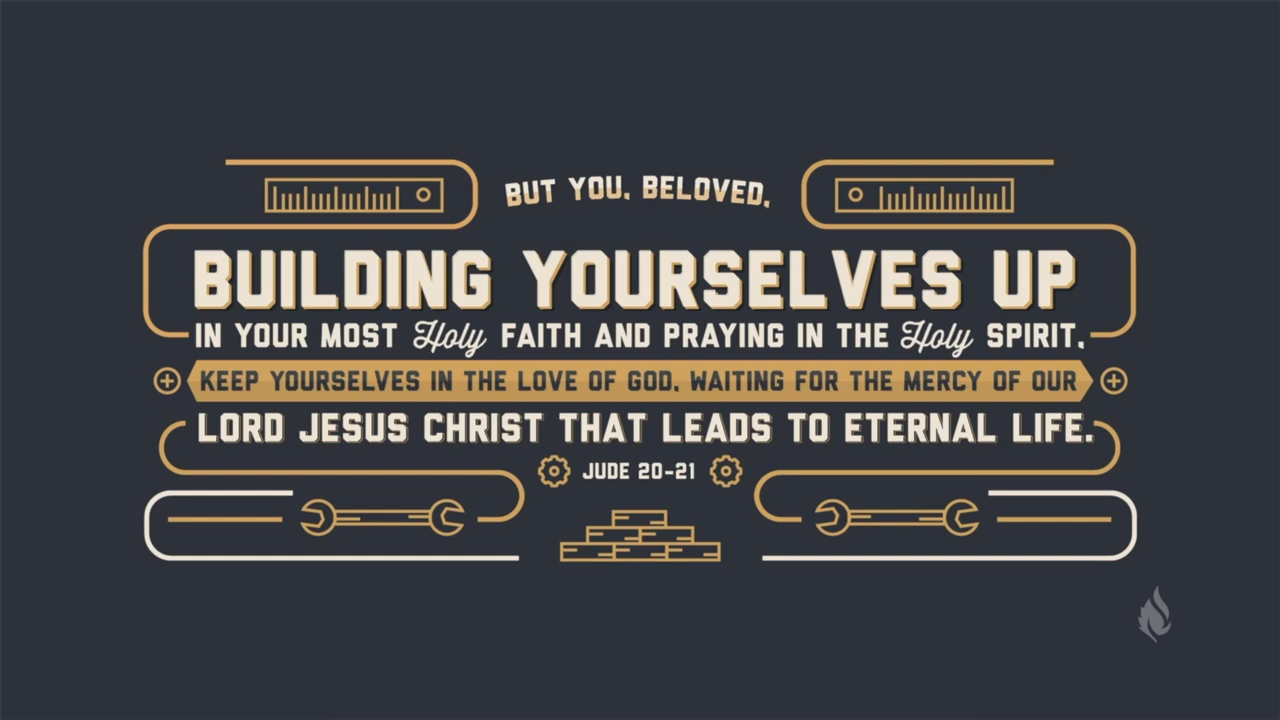 BUT YOU, BELOVED,
BUILDING YOURSELVES UP
IN YOUR MOST Holy FAITH AND PRAYING IN THE Holy SPIRIT,
KEEP YOURSELVES IN THE LOVE OF GOD, WAITING FOR THE MERCY OF OUR
LORD JESUS CHRIST THAT LEADS TO ETERNAL LIFE.
JUDE 20-21